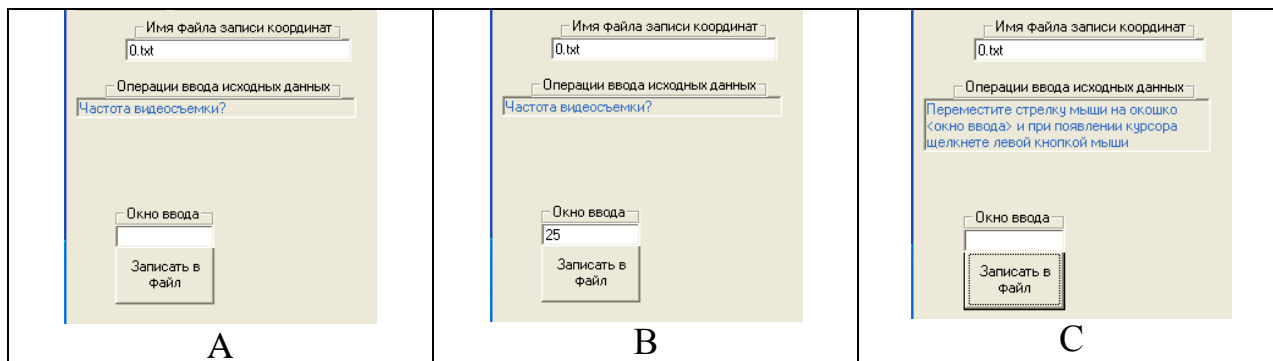 Имя файла записи координат
0.txt
Операции ввода исходных данных
Частота видеосъемки?
Окно ввода
Записать в
файл
A
Имя файла записи координат
0.txt
Операции ввода исходных данных
Частота видеосъемки?
Окно ввода
25
Записать в
файл
B
Имя файла записи координат
0.txt
Операции ввода исходных данных
Переместите стрелку мыши на окошко
<окно ввода> и при появлении курсора
щелкнете левой кнопкой мыши
Окно ввода
Записать в
файл
C